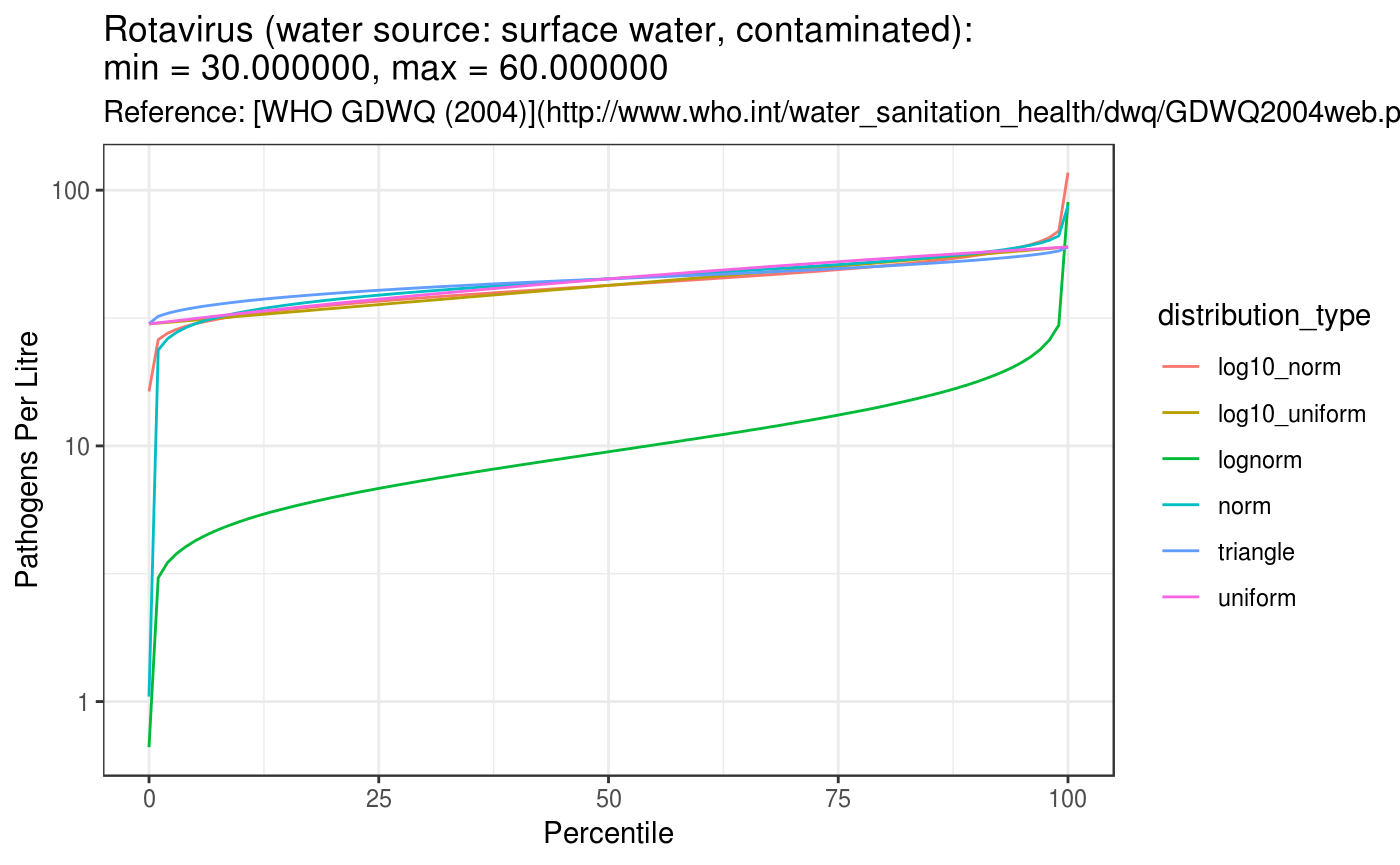 Rotavirus (water source: surface water, contaminated):
min = 30.000000, max = 60.000000
Reference: [WHO GDWQ (2004)](http://www.who.int/water_sanitation_health/dwq/GDWQ2004web.p
100
10
1
Pathogens Per Litre
0 25 50 75 100
Percentile
distribution_type
log10_norm
log10_uniform
lognorm
norm
triangle
uniform